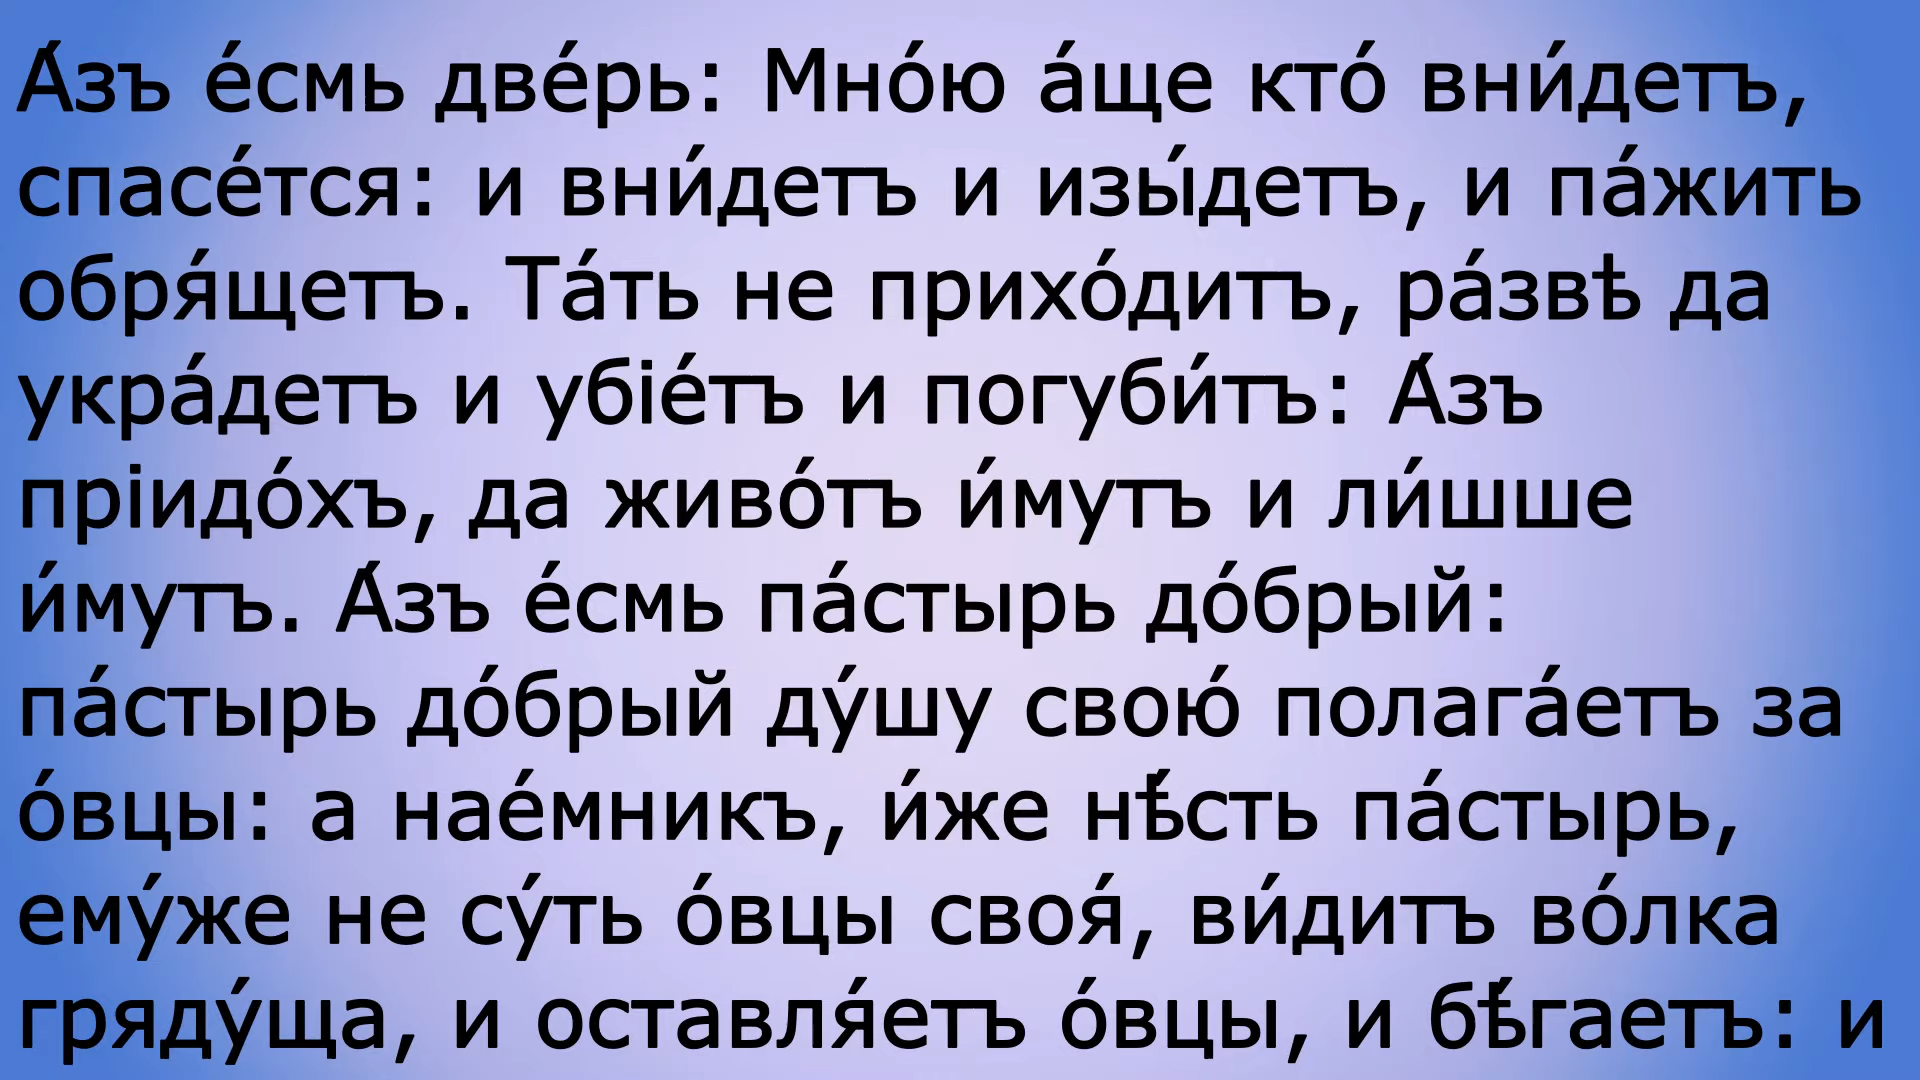 А́зъ е́смь две́рь: Мно́ю а́ще кто́ вни́детъ,
спасе́тся: и вни́детъ и изы́детъ, и па́жить
обря́щетъ. Та́ть не прихо́дитъ, ра́звѣ да
укра́детъ и убіе́тъ и погуби́тъ: А́зъ
пріидо́хъ, да живо́тъ и́мутъ и ли́шше
и́мутъ. А́зъ е́смь па́стырь до́брый:
па́стырь до́брый ду́шу свою́ полага́етъ за
о́вцы: а нае́мникъ, и́же нѣ́сть па́стырь,
ему́же не су́ть о́вцы своя́, ви́дитъ во́лка
гряду́ща, и оставля́етъ о́вцы, и бѣ́гаетъ: и